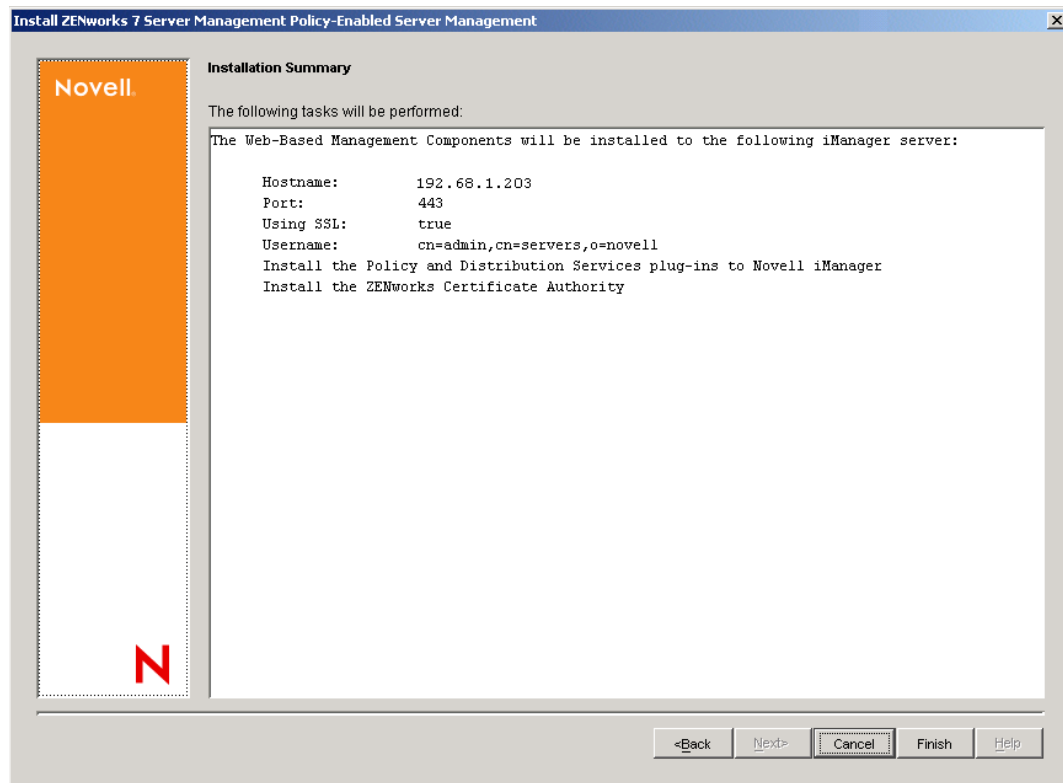 Install ZENworks 7 Server Management Policy-Enabled Server Management
Novell.
Installation Summary
The following tasks will be performed:
The Web-Based Management Components will be installed to the following iManager server:
Hostname: 192.68.1.203
Port: 443
Using SSL: true
Username: cn=admin,cn=servers,o=novell
Install the Policy and Distribution Services plug-ins to Novell iManager
Install the ZENworks Certificate Authority
N
<Back Next> Cancel Finish Help